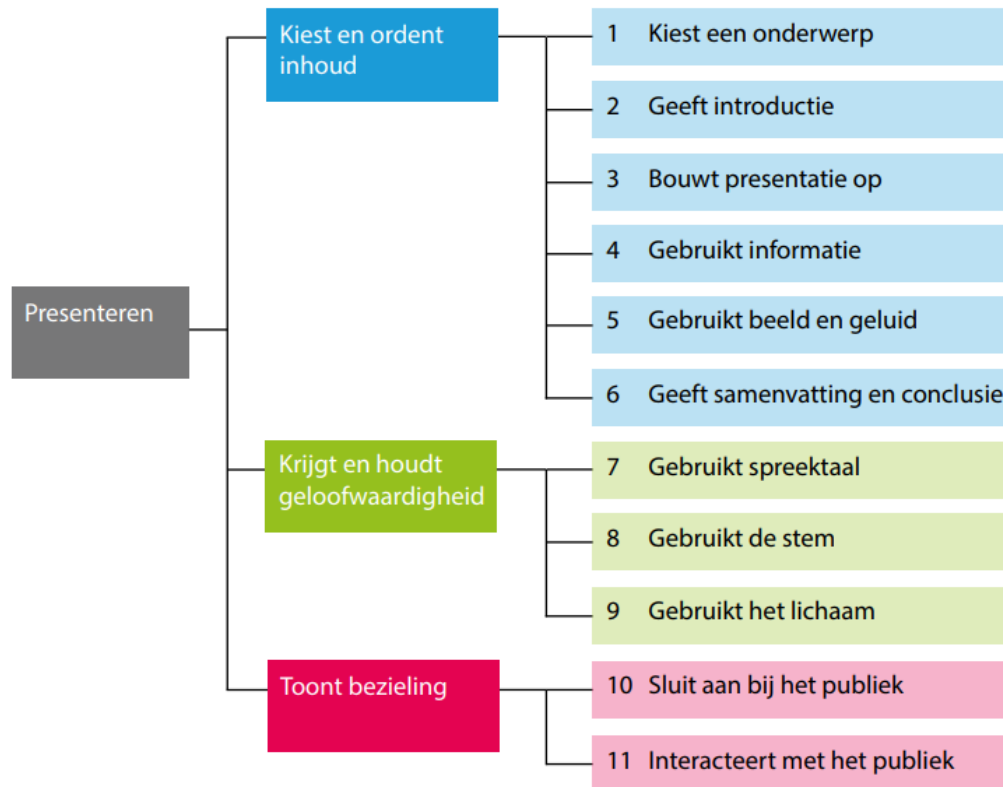 Presenteren
Kiest en ordent
inhoud
1 Kiest een onderwerp
2 Geeft introductie
3 Bouwt presentatie op
4 Gebruikt informatie
5 Gebruikt beeld en geluid
6 Geeft samenvatting en conclusie
Krijgt en houdt
geloofwaardigheid
7 Gebruikt spreektaal
8 Gebruikt de stem
9 Gebruikt het lichaam
Toont bezieling
10 Sluit aan bij het publiek
11 Interacteert met het publiek